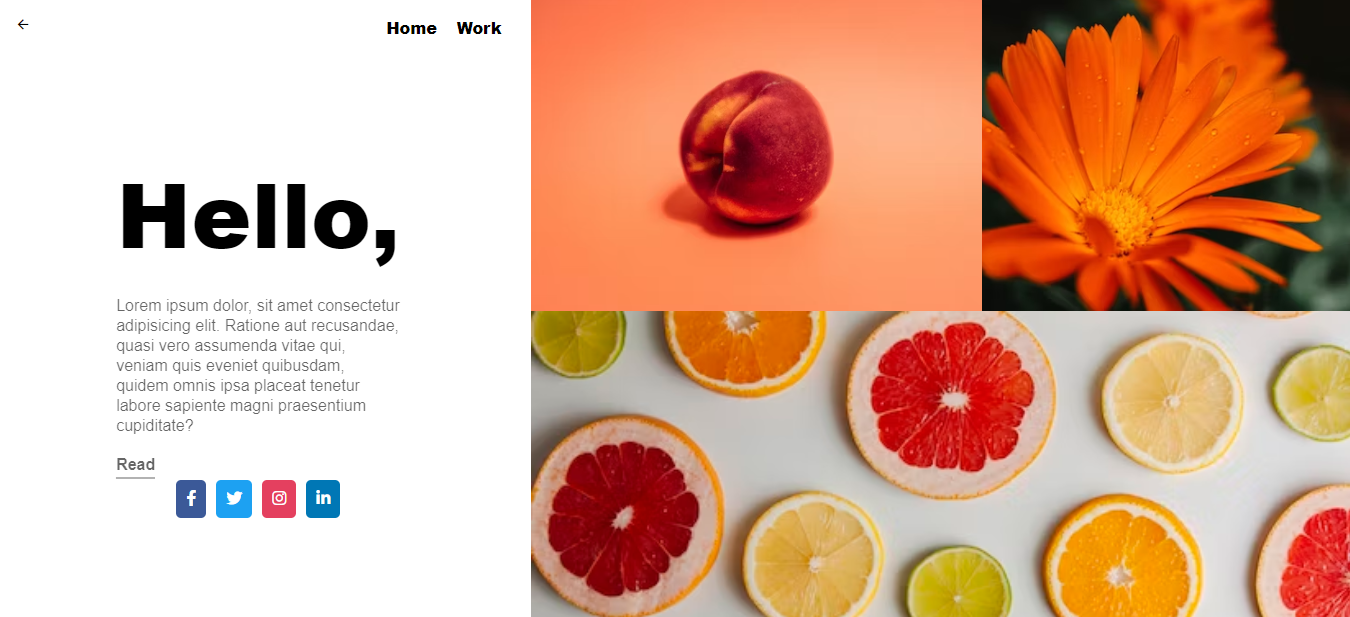 Home Work
Hello,
Lorem ipsum dolor, sit amet consectetur
adipisicing elit. Ratione aut recusandae,
quasi vero assumenda vitae qui,
veniam quis eveniet quibusdam,
quidem omnis ipsa placeat tenetur
labore sapiente magni praesentium
cupiditate?
Read